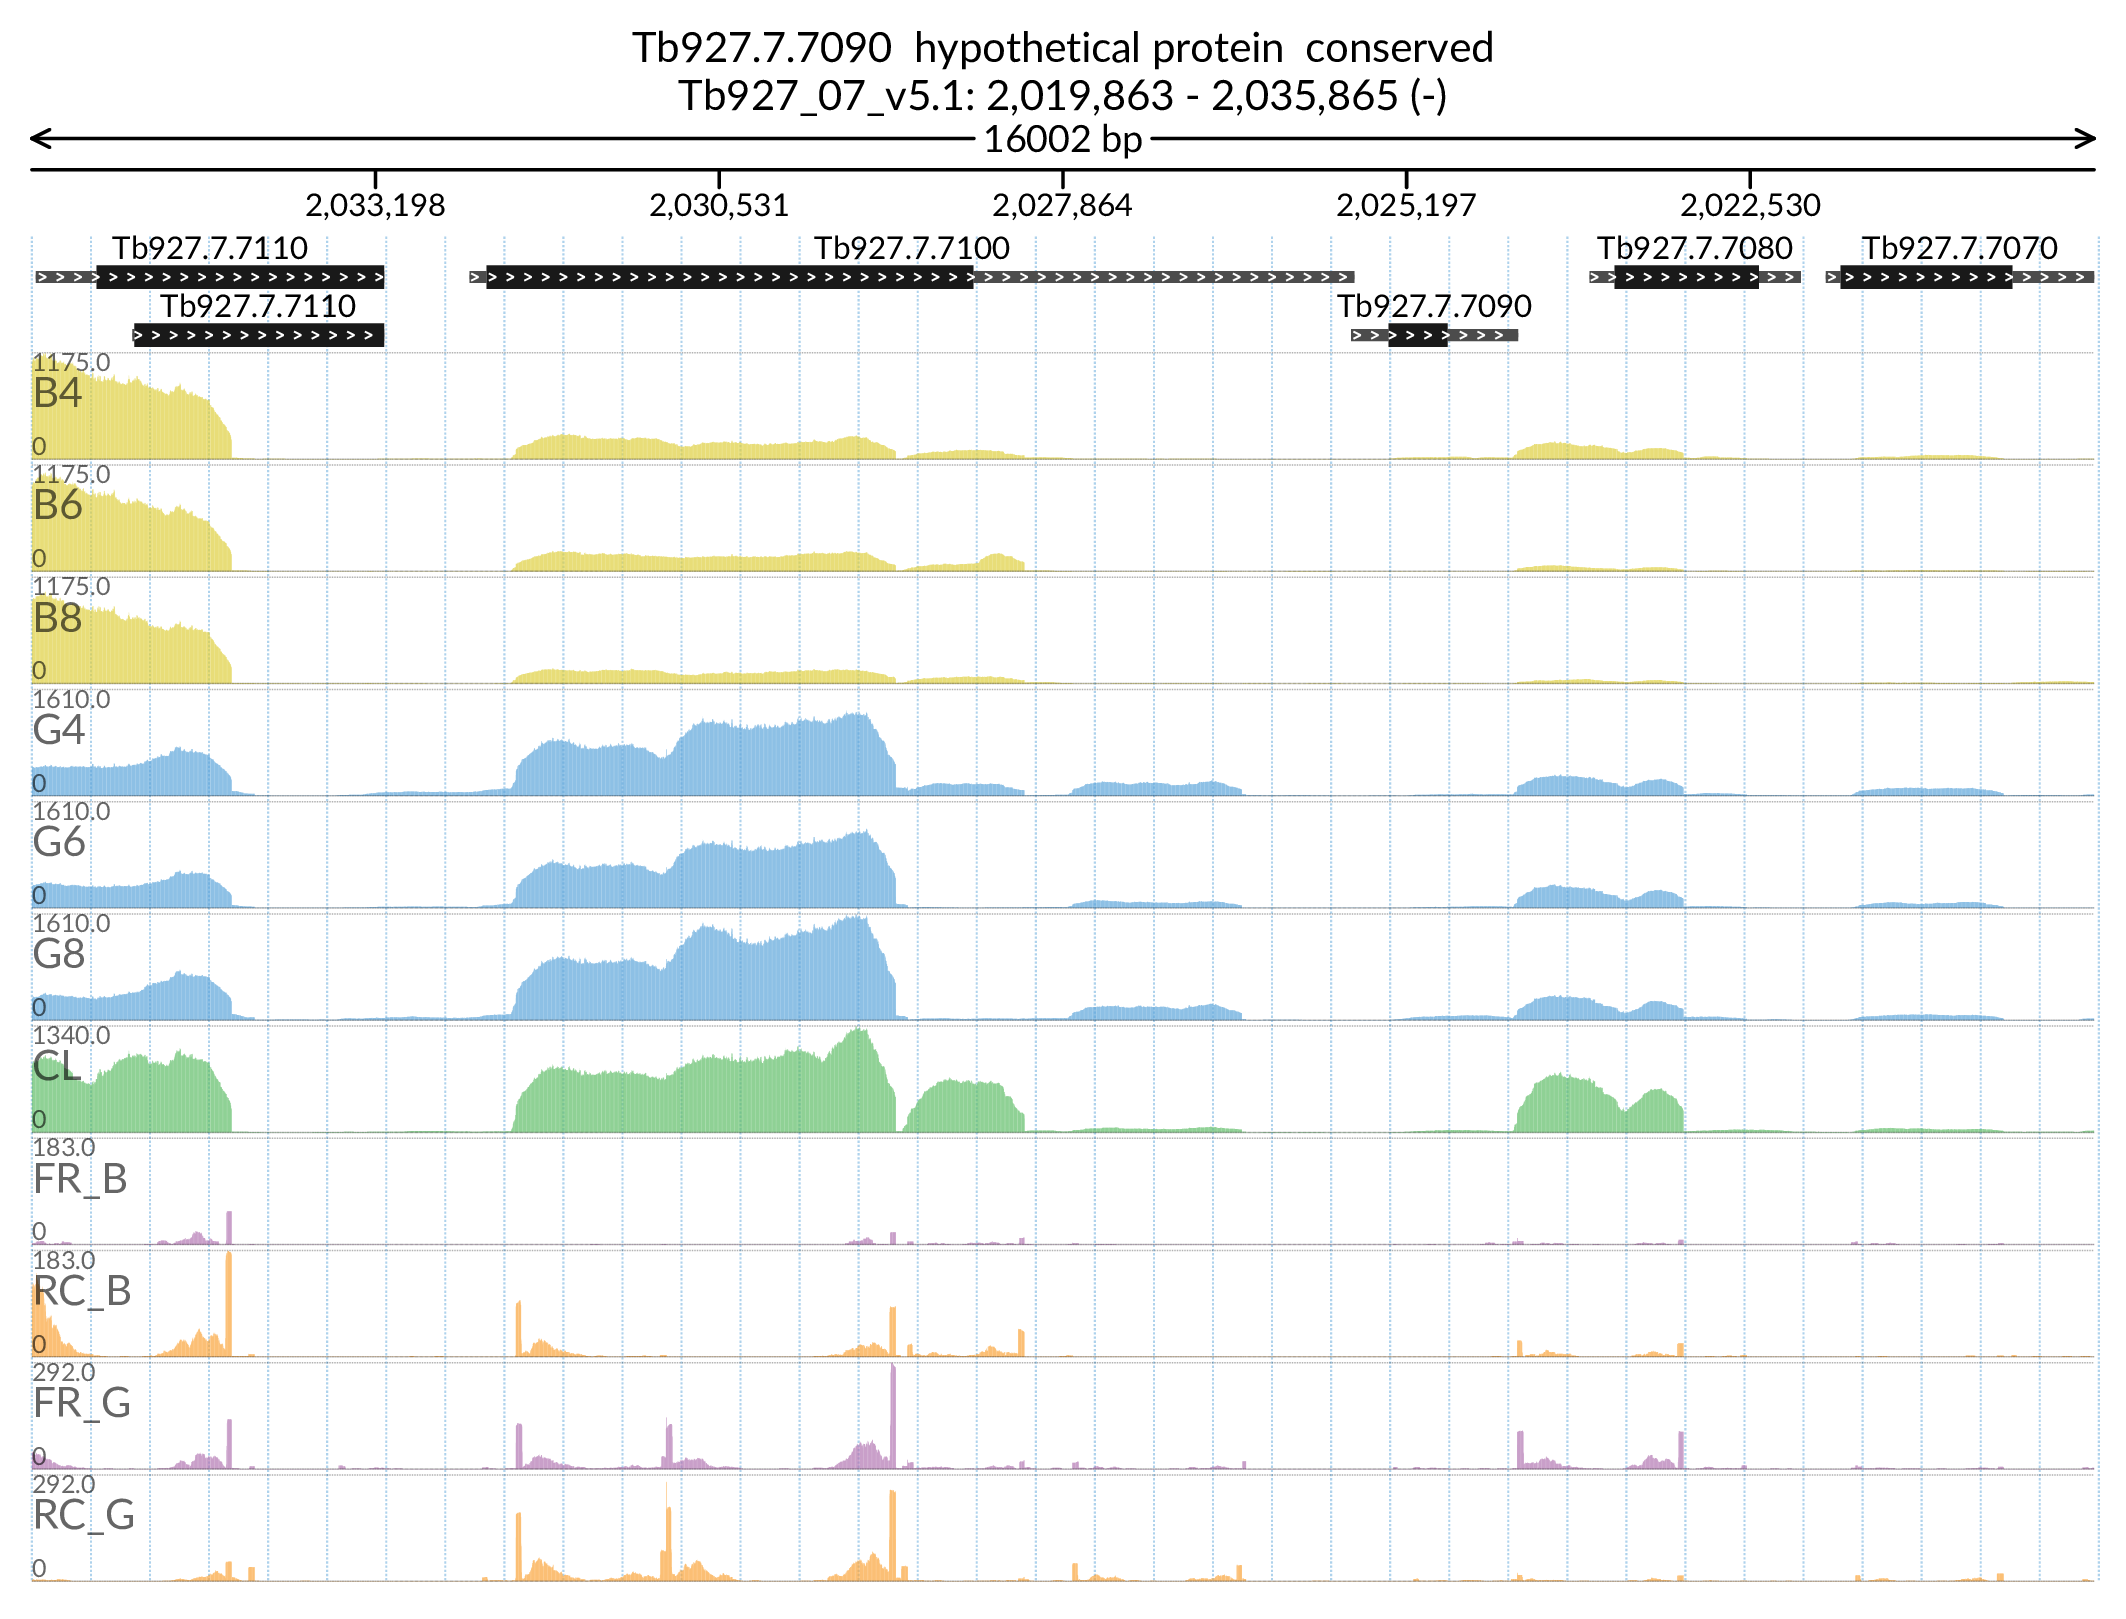 Tb927.7.7090 hypothetical protein conserved
Tb927_07_v5.1: 2,019,863 - 2,035,865 (-)
16002 bp
2,033,198 2,030,531 2,027,864 2,025,197 2,022,530
Tb927.7.7110 Tb927.7.7100 Tb927.7.7080 Tb927.7.7070
Tb927.7.7110 Tb927.7.7090
1175.0
B4
0
1175.0
B6
0
1175.0
B8
0
1610.0
G4
0
1610.0
G6
0
1610.0
G8
0
1340.0
CL
0
183.0
FR_B
0
183.0
RC_B
0
292.0
FR_G
0
292.0
RC_G
0